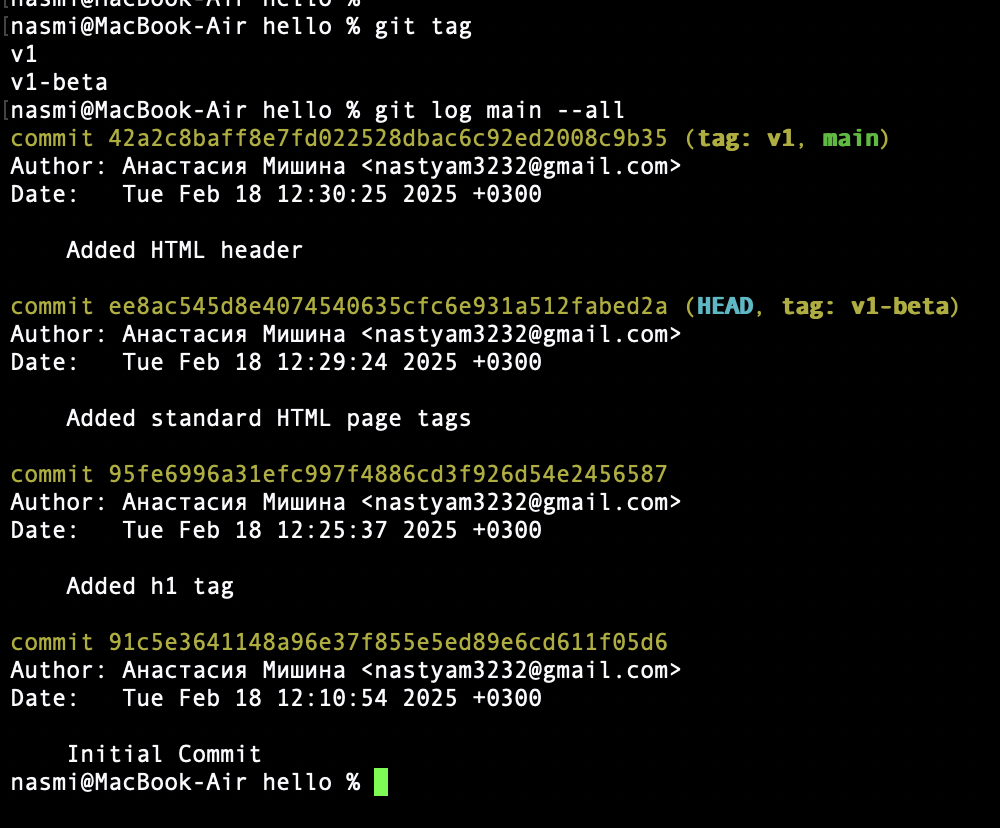 [nasmi@MacBook-Air hello %
[nasmi@MacBook-Air hello % git tag
v1
v1-beta
[nasmi@MacBook-Air hello % git log main --all
commit 42a2c8baff8e7fd022528dbac6c92ed2008c9b35 (tag: v1, main)
Author: Анастасия Мишина <nastyam3232@gmail.com>
Date:   Tue Feb 18 12:30:25 2025 +0300
    Added HTML header
commit ee8ac545d8e4074540635cfc6e931a512fabed2a (HEAD, tag: v1-beta)
Author: Анастасия Мишина <nastyam3232@gmail.com>
Date:   Tue Feb 18 12:29:24 2025 +0300
    Added standard HTML page tags
commit 95fe6996a31efc997f4886cd3f926d54e2456587
Author: Анастасия Мишина <nastyam3232@gmail.com>
Date:   Tue Feb 18 12:25:37 2025 +0300
    Added h1 tag
commit 91c5e3641148a96e37f855e5ed89e6cd611f05d6
Author: Анастасия Мишина <nastyam3232@gmail.com>
Date:   Tue Feb 18 12:10:54 2025 +0300
    Initial Commit
nasmi@MacBook-Air hello %